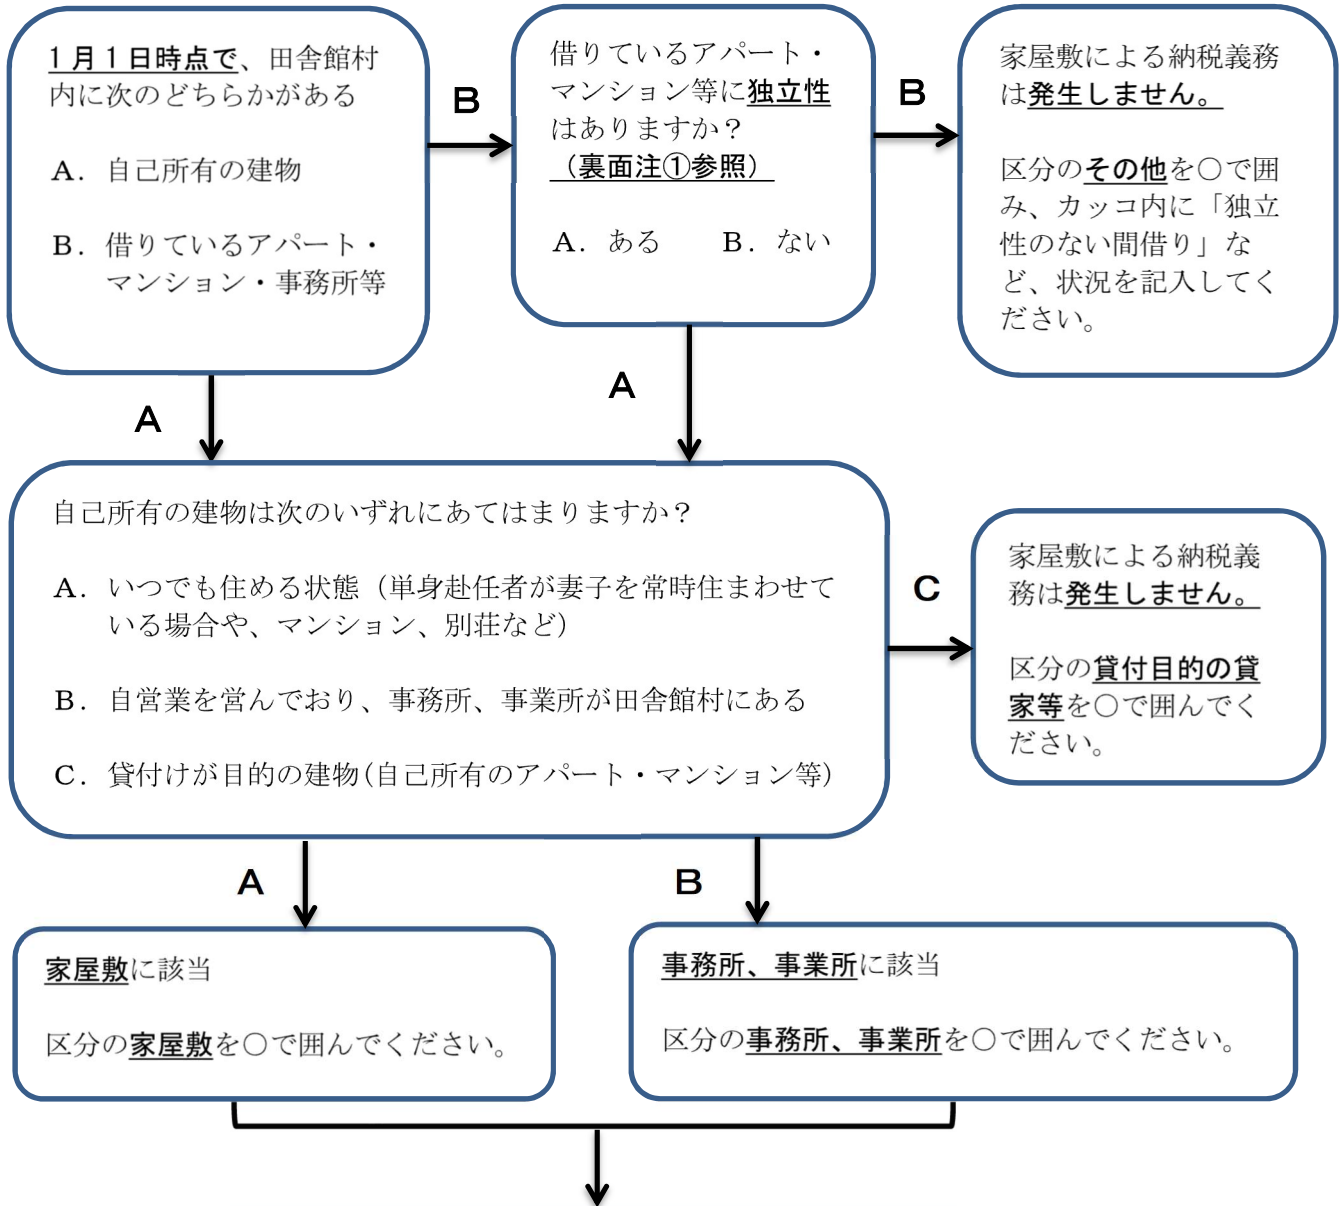 １月１日時点で、田舎館村
内に次のどちらかがある
Ａ．自己所有の建物
Ｂ．借りているアパート・
マンション・事務所等
B
借りているアパート・
マンション等に独立性
はありますか？
（裏面注①参照）
Ａ．ある　　Ｂ．ない
B
家屋敷による納税義務
は発生しません。
区分のその他を〇で囲
み、カッコ内に「独立
性のない間借り」な
ど、状況を記入してく
ださい。
A
A
自己所有の建物は次のいずれにあてはまりますか？
Ａ．いつでも住める状態（単身赴任者が妻子を常時住まわせて
いる場合や、マンション、別荘など）
Ｂ．自営業を営んでおり、事務所、事業所が田舎館村にある
Ｃ．貸付けが目的の建物(自己所有のアパート・マンション等)
C
家屋敷による納税義
務は発生しません。
区分の貸付目的の貸
家等を〇で囲んでく
ださい。
A
B
家屋敷に該当
区分の家屋敷を〇で囲んでください。
事務所、事業所に該当
区分の事務所、事業所を〇で囲んでください。